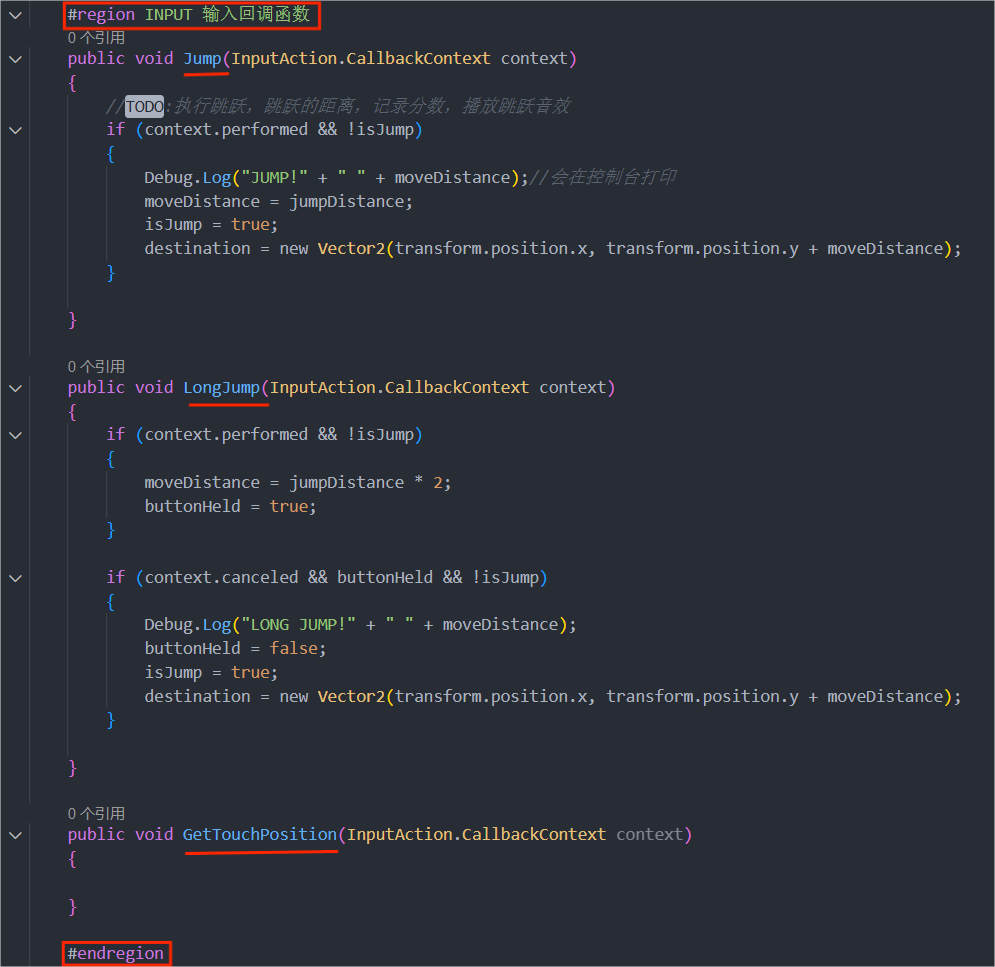 #region INPUT 输入回调函数
0 个引用
public void Jump(InputAction.CallbackContext context)
{
//TODO:执行跳跃，跳跃的距离，记录分数，播放跳跃音效
if (context.performed && !isJump)
{
Debug.Log("JUMP!" + " " + moveDistance);//会在控制台打印
moveDistance = jumpDistance;
isJump = true;
destination = new Vector2(transform.position.x, transform.position.y + moveDistance);
}
}
0 个引用
public void LongJump(InputAction.CallbackContext context)
{
if (context.performed && !isJump)
{
moveDistance = jumpDistance * 2;
buttonHeld = true;
}
if (context.canceled && buttonHeld && !isJump)
{
Debug.Log("LONG JUMP!" + " " + moveDistance);
buttonHeld = false;
isJump = true;
destination = new Vector2(transform.position.x, transform.position.y + moveDistance);
}
}
0 个引用
public void GetTouchPosition(InputAction.CallbackContext context)
{
}
#endregion